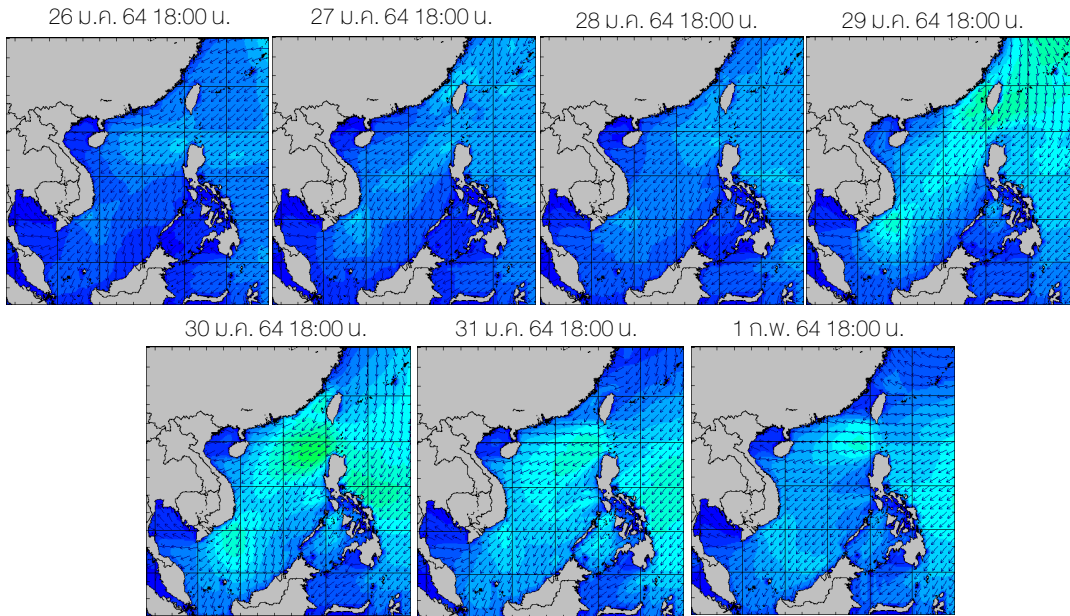 26 ม.ค. 64 18:00 น.
27 ม.ค. 64 18:00 น.
28 ม.ค. 64 18:00 น.
29 ม.ค. 64 18:00 น.
30 ม.ค. 64 18:00 น.
31 ม.ค. 64 18:00 น.
1 ก.พ. 64 18:00 น.